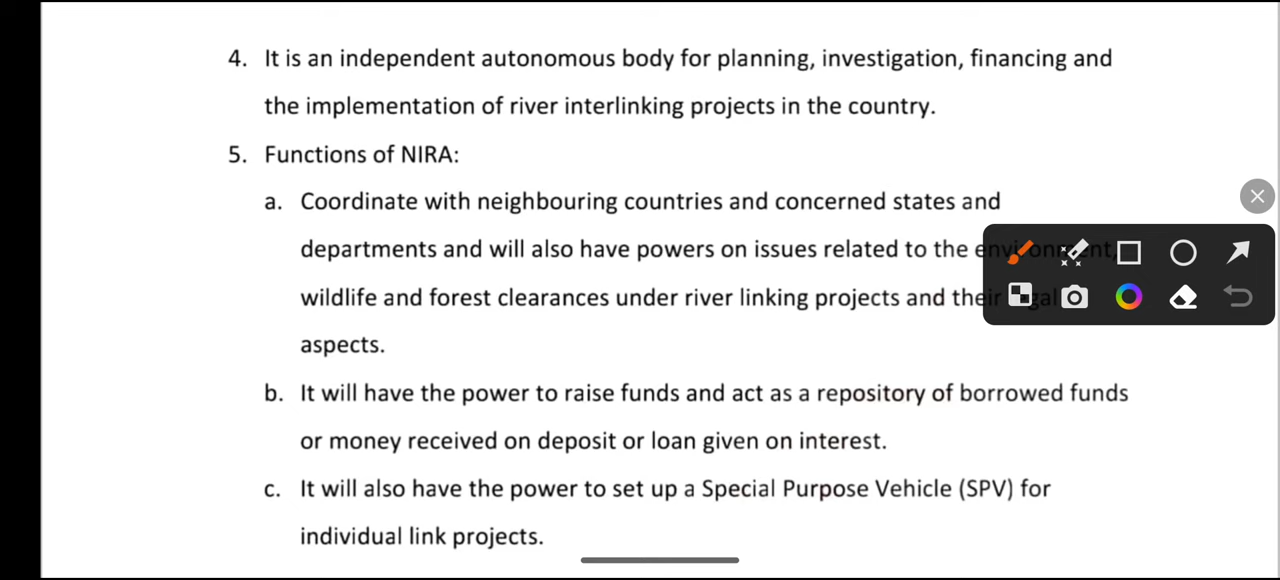 4. It is an independent autonomous body for planning, investigation, financing and
the implementation of river interlinking projects in the country.
5. Functions of NIRA:
a. Coordinate with neighbouring countries and concerned states and
departments and will also have powers on issues related to the environment,
wildlife and forest clearances under river linking projects and their legal
aspects.
b. It will have the power to raise funds and act as a repository of borrowed funds
or money received on deposit or loan given on interest.
c. It will also have the power to set up a Special Purpose Vehicle (SPV) for
individual link projects.